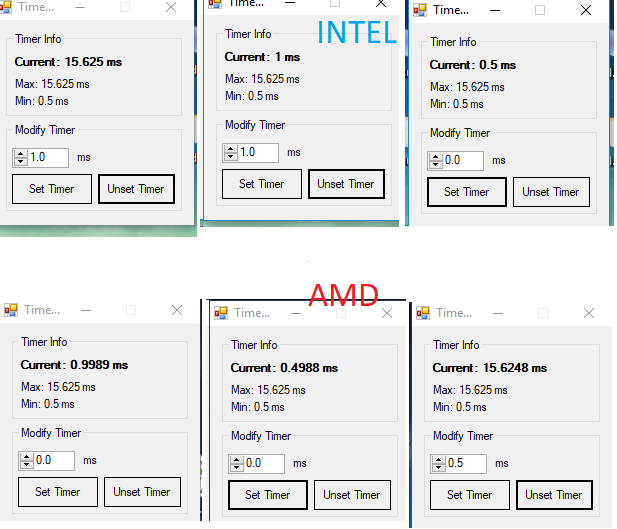 Time...
Timer Info
Current: 15.625 ms
Max: 15.625 ms
Min: 0.5 ms
Modify Timer
1.0 ms
Set Timer Unset Timer
Time...
INTEL
Timer Info
Current: 1 ms
Max: 15.625 ms
Min: 0.5 ms
Modify Timer
1.0 ms
Set Timer Unset Timer
Time...
Timer Info
Current: 0.5 ms
Max: 15.625 ms
Min: 0.5 ms
Modify Timer
0.0 ms
Set Timer Unset Timer
AMD
Time...
Timer Info
Current: 0.9989 ms
Max: 15.625 ms
Min: 0.5 ms
Modify Timer
0.0 ms
Set Timer Unset Timer
Time...
Timer Info
Current: 0.4988 ms
Max: 15.625 ms
Min: 0.5 ms
Modify Timer
0.0 ms
Set Timer Unset Timer
Time...
Timer Info
Current: 15.6248 ms
Max: 15.625 ms
Min: 0.5 ms
Modify Timer
0.5 ms
Set Timer Unset Timer